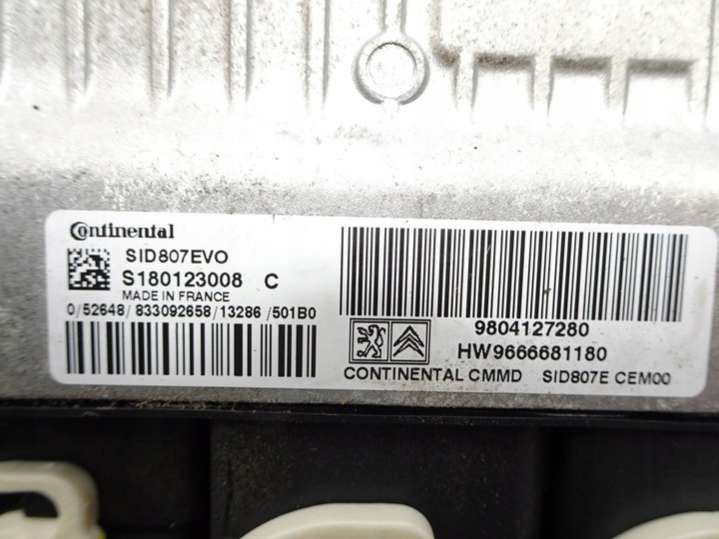 Continental
SID807EVO
S180123008 C
MADE IN FRANCE
0/52648/833092658/13286/501B0
9804127280
HW9666681180
CONTINENTAL CMMD SID807E CEM00